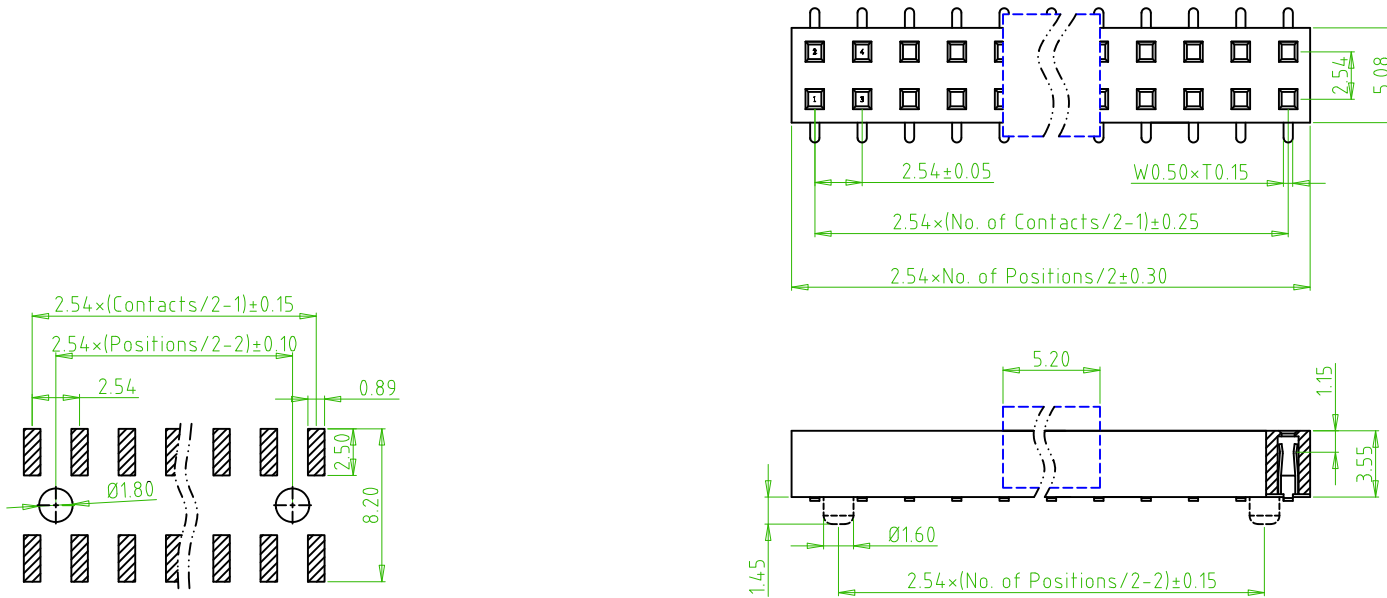 2
4
1
3
2.54
5.08
2.54±0.05
W0.50×T0.15
2.54×(No. of Contacts/2-1)±0.25
2.54×No. of Positions/2±0.30
2.54×(Contacts/2-1)±0.15
2.54×(Positions/2-2)±0.10
2.54
0.89
2.50
Ø1.80
8.20
5.20
1.15
3.55
Ø1.60
1.45
2.54×(No. of Positions/2-2)±0.15